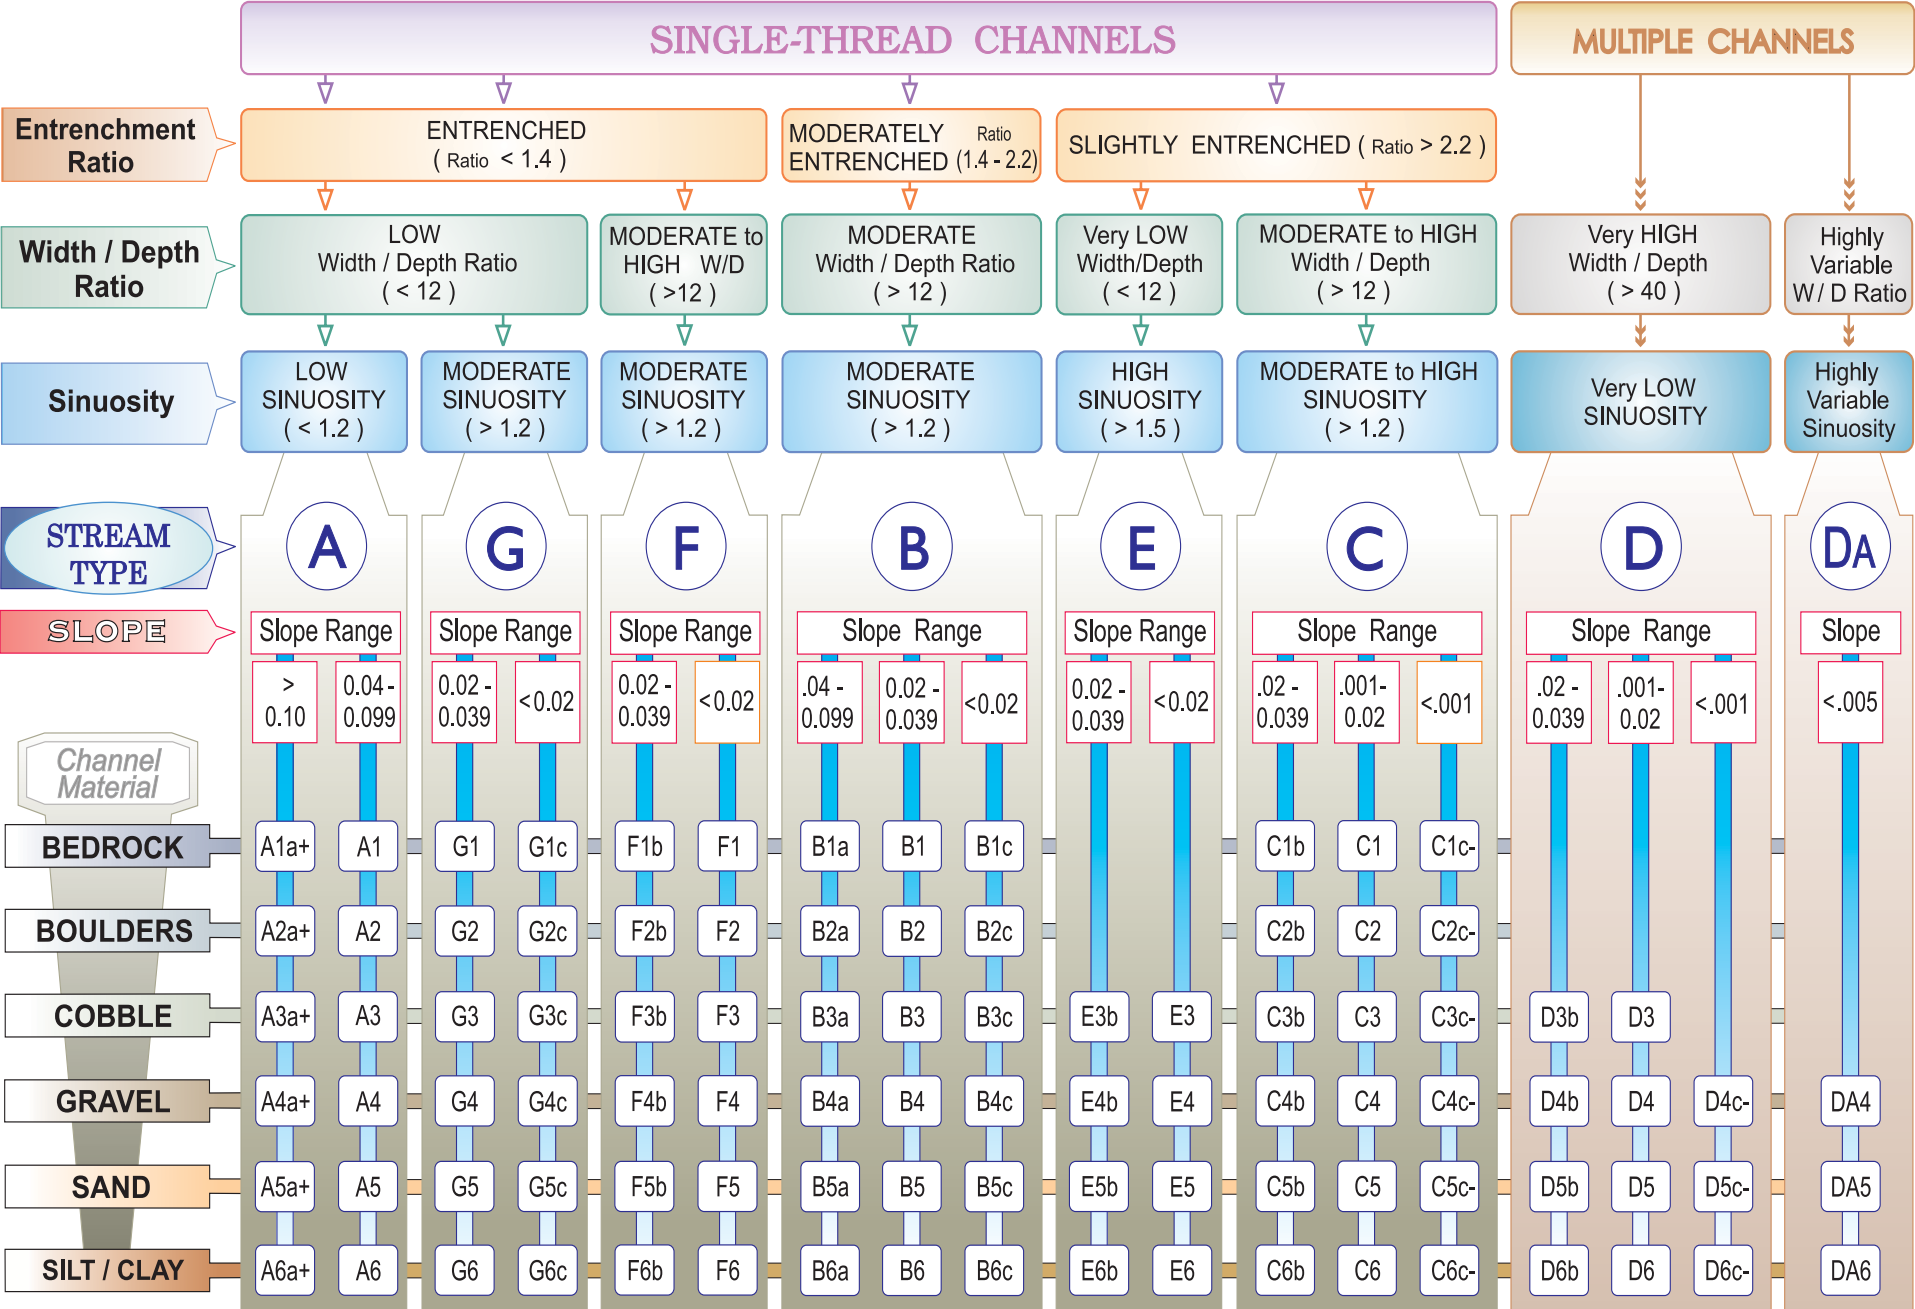 SINGLE-THREAD CHANNELS
MULTIPLE CHANNELS
Entrenchment
Ratio
ENTRENCHED
( Ratio < 1.4 )
MODERATELY Ratio
ENTRENCHED (1.4 - 2.2)
SLIGHTLY ENTRENCHED ( Ratio > 2.2 )
Width / Depth
Ratio
LOW
Width / Depth Ratio
( < 12 )
MODERATE to
HIGH W/D
( >12 )
MODERATE
Width / Depth Ratio
( > 12 )
Very LOW
Width/Depth
( < 12 )
MODERATE to HIGH
Width / Depth
( > 12 )
Very HIGH
Width / Depth
( > 40 )
Highly
Variable
W / D Ratio
Sinuosity
LOW
SINUOSITY
( < 1.2 )
MODERATE
SINUOSITY
( > 1.2 )
MODERATE
SINUOSITY
( > 1.2 )
MODERATE
SINUOSITY
( > 1.2 )
HIGH
SINUOSITY
( > 1.5 )
MODERATE to HIGH
SINUOSITY
( > 1.2 )
Very LOW
SINUOSITY
Highly
Variable
Sinuosity
STREAM
TYPE
A G F B E C D DA
SLOPE
Slope Range Slope Range Slope Range Slope Range Slope Range Slope Range Slope Range Slope
>
0.10
0.04 -
0.099
0.02 -
0.039
<0.02
0.02 -
0.039
<0.02
.04 -
0.099
0.02 -
0.039
<0.02
0.02 -
0.039
<0.02
.02 -
0.039
.001-
0.02
<.001
.02 -
0.039
.001-
0.02
<.001
<.005
Channel
Material
BEDROCK A1a+ A1 G1 G1c F1b F1 B1a B1 B1c C1b C1 C1c-
BOULDERS A2a+ A2 G2 G2c F2b F2 B2a B2 B2c C2b C2 C2c-
COBBLE A3a+ A3 G3 G3c F3b F3 B3a B3 B3c E3b E3 C3b C3 C3c- D3b D3
GRAVEL A4a+ A4 G4 G4c F4b F4 B4a B4 B4c E4b E4 C4b C4 C4c- D4b D4 D4c- DA4
SAND A5a+ A5 G5 G5c F5b F5 B5a B5 B5c E5b E5 C5b C5 C5c- D5b D5 D5c- DA5
SILT / CLAY A6a+ A6 G6 G6c F6b F6 B6a B6 B6c E6b E6 C6b C6 C6c- D6b D6 D6c- DA6